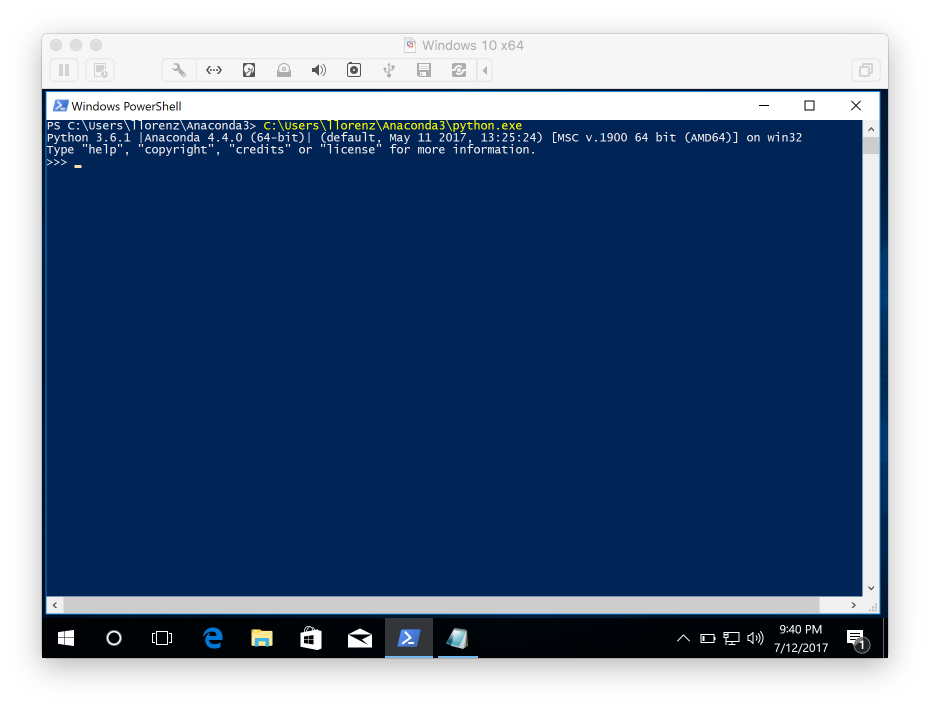 Windows 10 x64
Windows PowerShell
PS C:\Users\llorenz\Anaconda3> C:\Users\llorenz\Anaconda3\python.exe
Python 3.6.1 |Anaconda 4.4.0 (64-bit)| (default, May 11 2017, 13:25:24) [MSC v.1900 64 bit (AMD64)] on win32
Type "help", "copyright", "credits" or "license" for more information.
>>> _
9:40 PM
7/12/2017
1